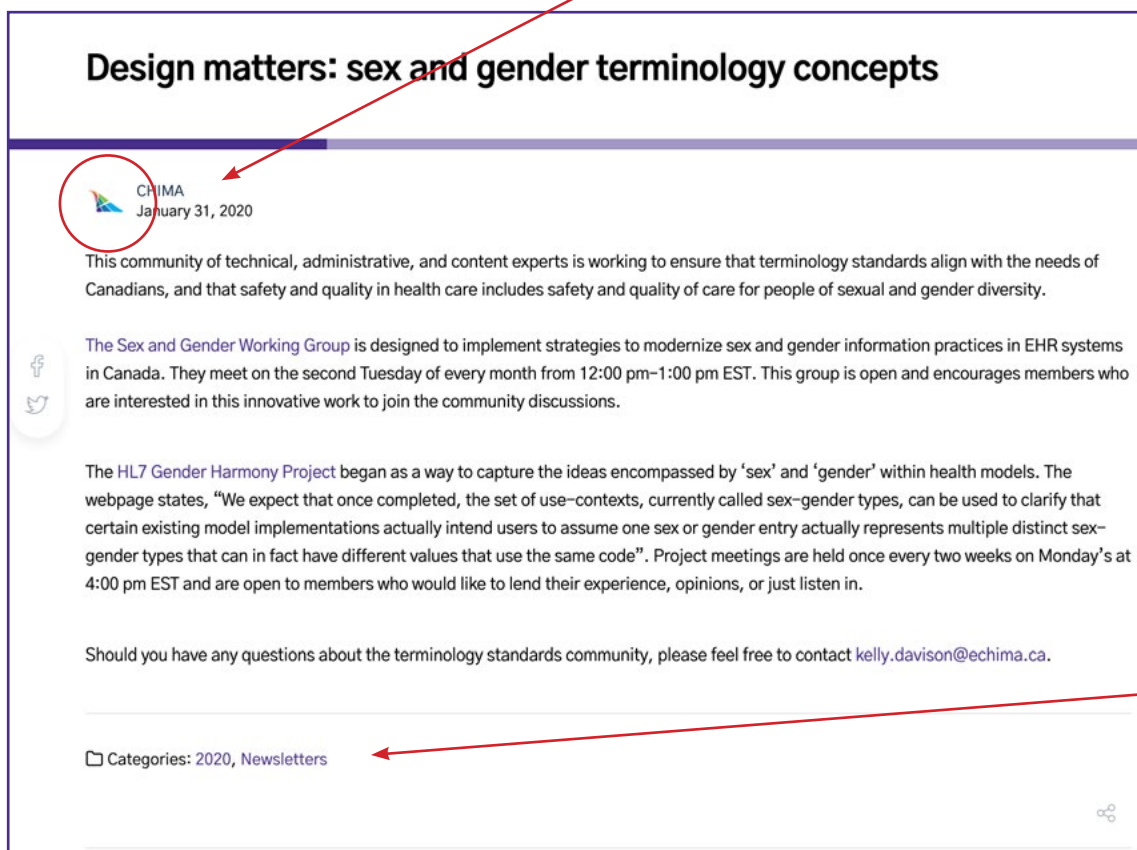 Design matters: sex and gender terminology concepts
CHIMA
January 31, 2020
This community of technical, administrative, and content experts is working to ensure that terminology standards align with the needs of
Canadians, and that safety and quality in health care includes safety and quality of care for people of sexual and gender diversity.
The Sex and Gender Working Group is designed to implement strategies to modernize sex and gender information practices in EHR systems
in Canada. They meet on the second Tuesday of every month from 12:00 pm–1:00 pm EST. This group is open and encourages members who
are interested in this innovative work to join the community discussions.
The HL7 Gender Harmony Project began as a way to capture the ideas encompassed by ‘sex’ and ‘gender’ within health models. The
webpage states, “We expect that once completed, the set of use-contexts, currently called sex-gender types, can be used to clarify that
certain existing model implementations actually intend users to assume one sex or gender entry actually represents multiple distinct sex-
gender types that can in fact have different values that use the same code”. Project meetings are held once every two weeks on Monday’s at
4:00 pm EST and are open to members who would like to lend their experience, opinions, or just listen in.
Should you have any questions about the terminology standards community, please feel free to contact kelly.davison@echima.ca.
Categories: 2020, Newsletters